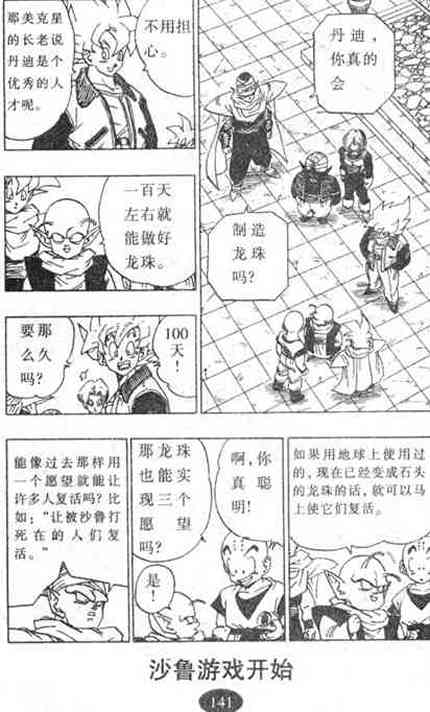 丹迪，
你真的
会
制造
龙珠
吗？
不用担
心。
那美克星
的长老说
丹迪是个
优秀的人
才呢。
一百天
左右就
能做好
龙珠。
100
天！
要那
么久
吗？
如果用地球上使用过
的，现在已经变成石头
的龙珠的话，就可以马
上使它们复活。
啊，你
真聪
明！
那龙珠
也能实
现三个
愿望
吗？
是！
能像过去那样用
一个愿望就能让
许多人复活吗？比
如：“让被沙鲁打
死在的人们复
活。”
沙鲁游戏开始
141